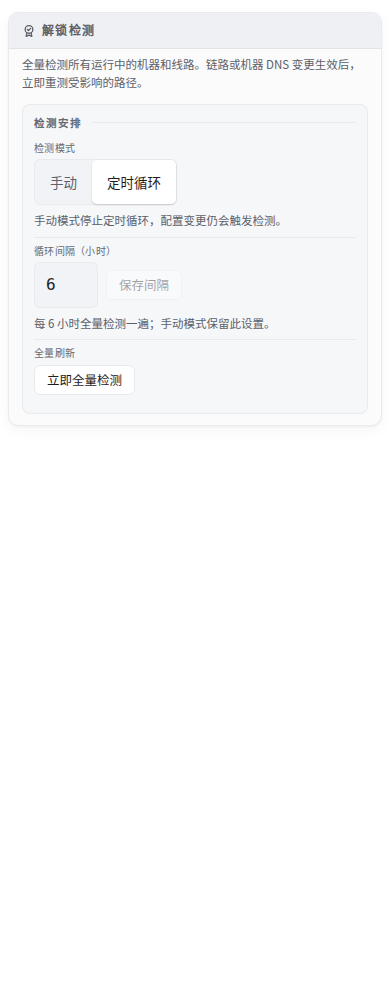 解锁检测
全量检测所有运行中的机器和线路。链路或机器 DNS 变更生效后，
立即重测受影响的路径。
检测安排
检测模式
手动 定时循环
手动模式停止定时循环，配置变更仍会触发检测。
循环间隔（小时）
6 保存间隔
每 6 小时全量检测一遍；手动模式保留此设置。
全量刷新
立即全量检测